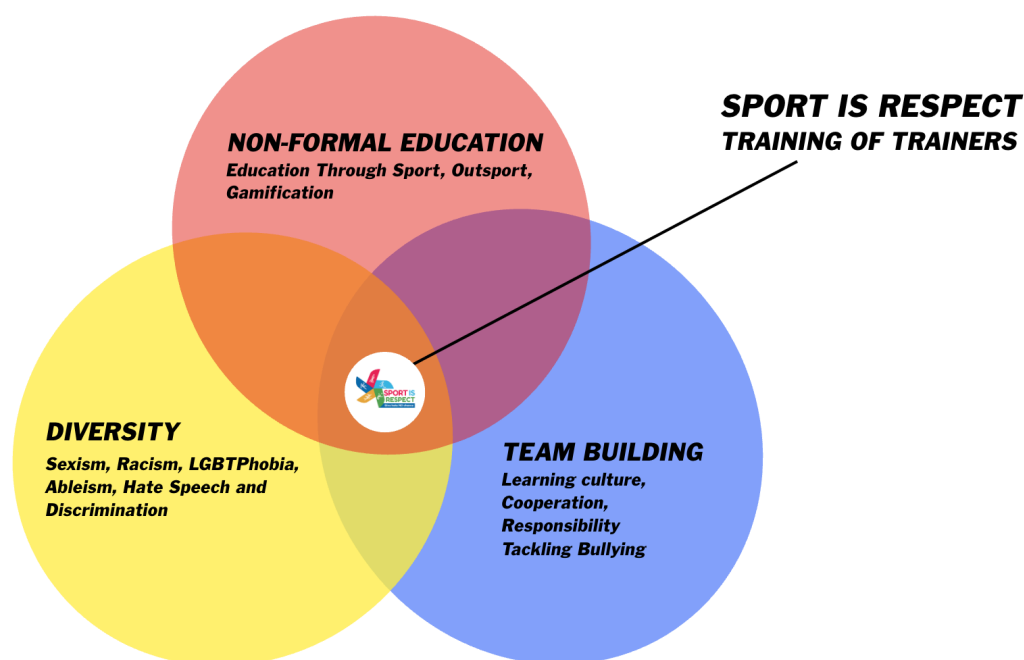 SPORT IS RESPECT
TRAINING OF TRAINERS
NON-FORMAL EDUCATION
Education Through Sport, Outsport,
Gamification
SPORT IS
RESPECT
DIVERSITY
Sexism, Racism, LGBTPhobia,
Ableism, Hate Speech and
Discrimination
TEAM BUILDING
Learning culture,
Cooperation,
Responsibility
Tackling Bullying